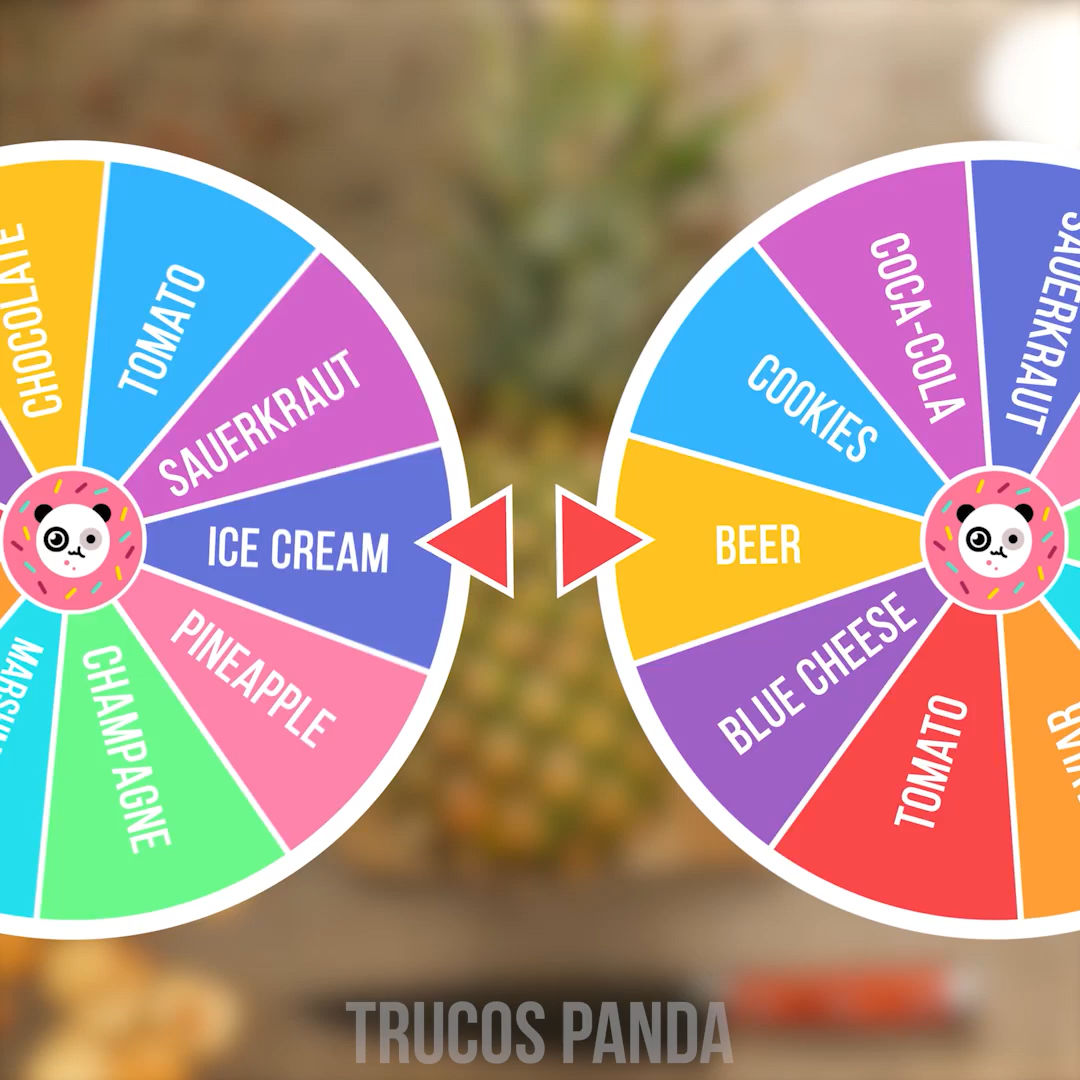 CHOCOLATE
TOMATO
SAUERKRAUT
ICE CREAM
PINEAPPLE
CHAMPAGNE
SAUERKRAUT
COCA-COLA
COOKIES
BEER
BLUE CHEESE
TOMATO
TRUCOS PANDA